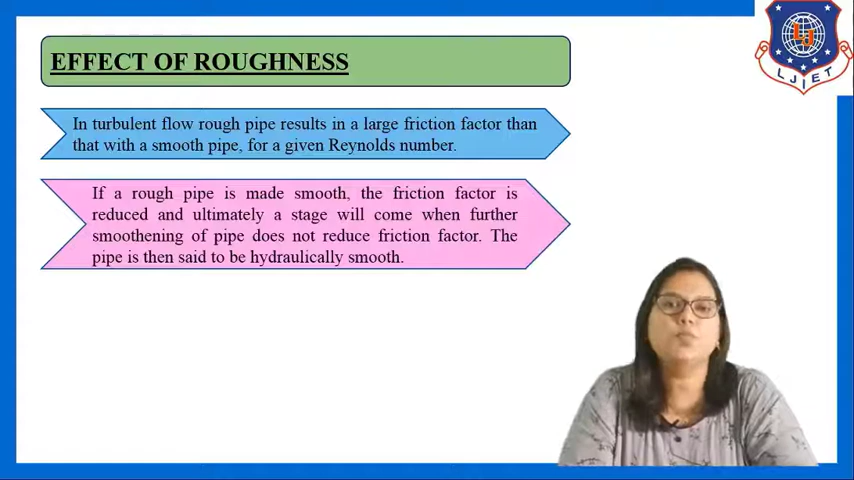 EFFECT OF ROUGHNESS
In turbulent flow rough pipe results in a large friction factor than
that with a smooth pipe, for a given Reynolds number.
If a rough pipe is made smooth, the friction factor is
reduced and ultimately a stage will come when further
smoothening of pipe does not reduce friction factor. The
pipe is then said to be hydraulically smooth.
LJ
LJIET